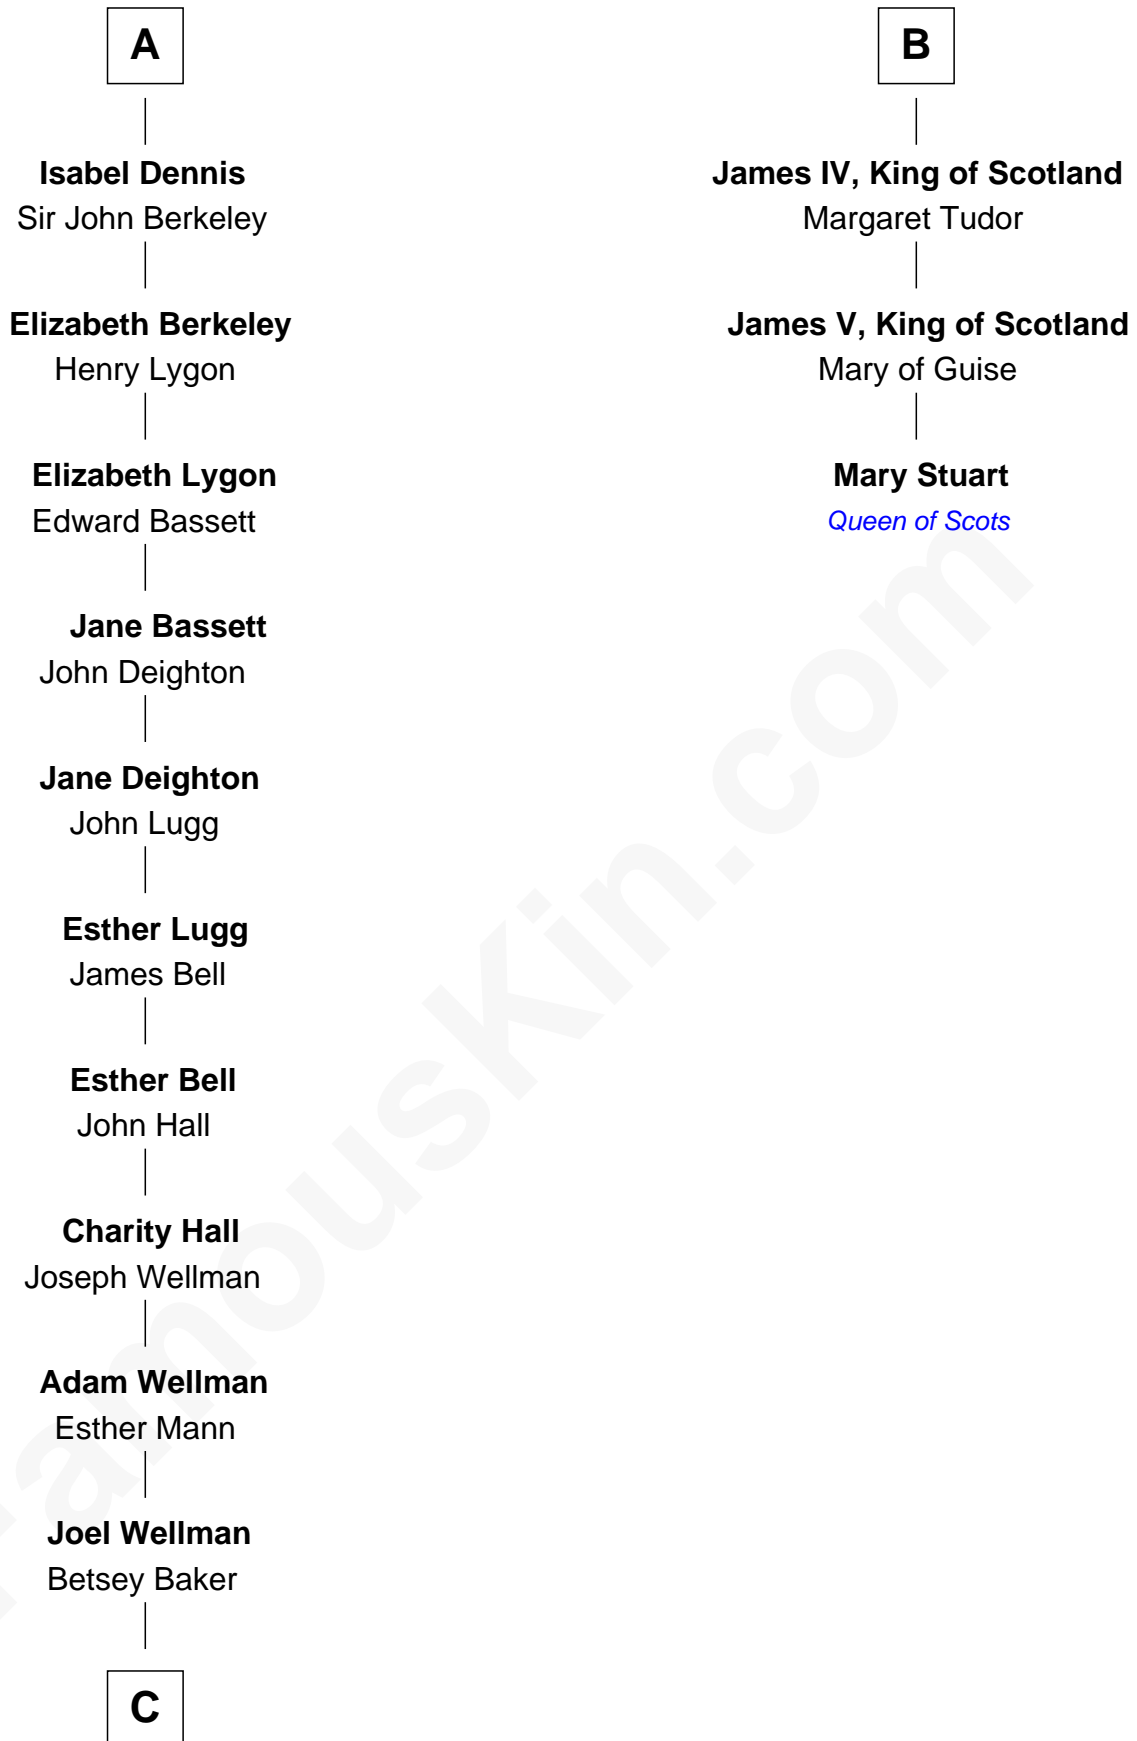 A
Isabel Dennis
Sir John Berkeley
Elizabeth Berkeley
Henry Lygon
Elizabeth Lygon
Edward Bassett
Jane Bassett
John Deighton
Jane Deighton
John Lugg
Esther Lugg
James Bell
Esther Bell
John Hall
Charity Hall
Joseph Wellman
Adam Wellman
Esther Mann
Joel Wellman
Betsey Baker
C
B
James IV, King of Scotland
Margaret Tudor
James V, King of Scotland
Mary of Guise
Mary Stuart
Queen of Scots
FamousKin.com